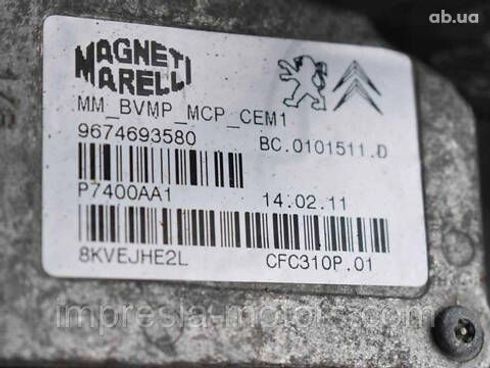 ab.ua
MAGNETI
MARELLI
MM_BVMP_MCP_CEM1
9674693580 BC.0101511.D
P7400AA1 14.02.11
8KVEJHE2L CFC310P.01
impresia-motors.com